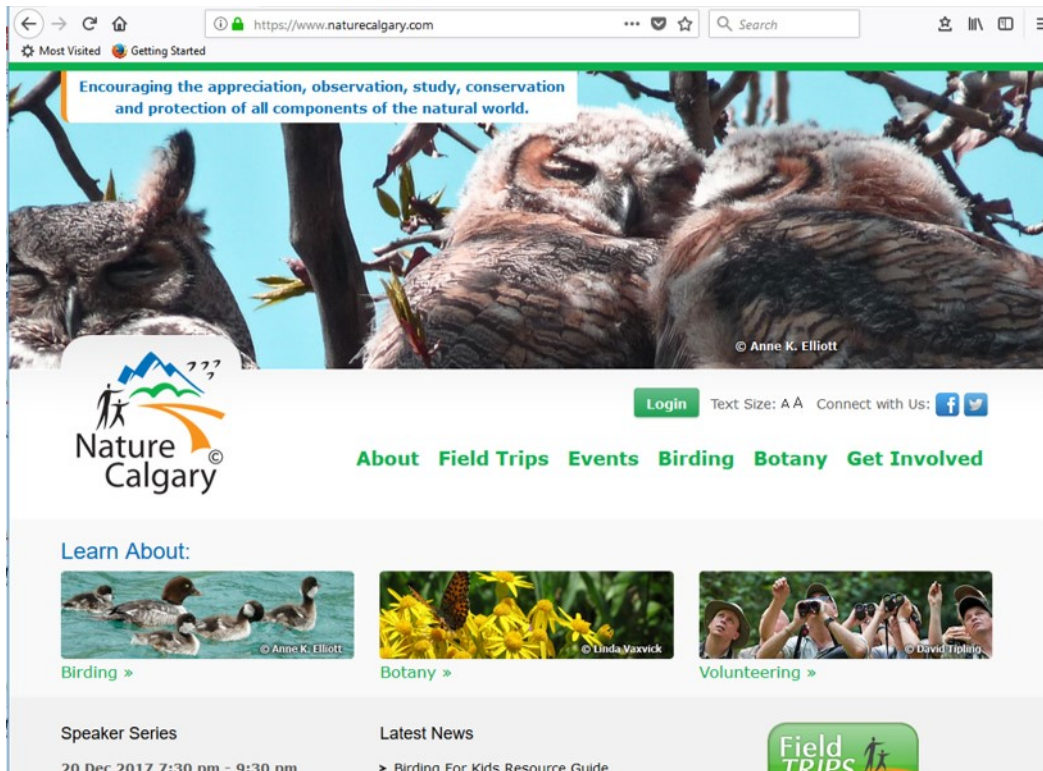 https://www.naturecalgary.com
Search
Most Visited
Getting Started
Encouraging the appreciation, observation, study, conservation
and protection of all components of the natural world.
© Anne K. Elliott
Login
Text Size: A A
Connect with Us:
Nature
Calgary
©
About
Field Trips
Events
Birding
Botany
Get Involved
Learn About:
© Anne K. Elliott
© Linda Vaxvick
© David Tipling
Birding »
Botany »
Volunteering »
Speaker Series
Latest News
Field
TRIPS
20 Dec 2017 7:30 pm - 9:30 pm
➤ Birding For Kids Resource Guide